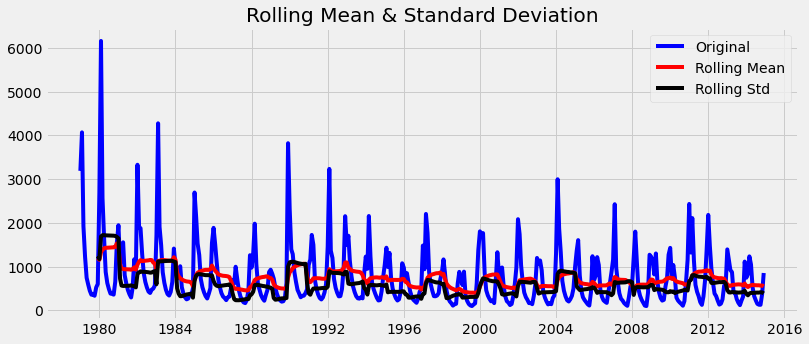 Rolling Mean & Standard Deviation
Original
Rolling Mean
Rolling Std
6000
5000
4000
3000
2000
1000
0
1980 1984 1988 1992 1996 2000 2004 2008 2012 2016